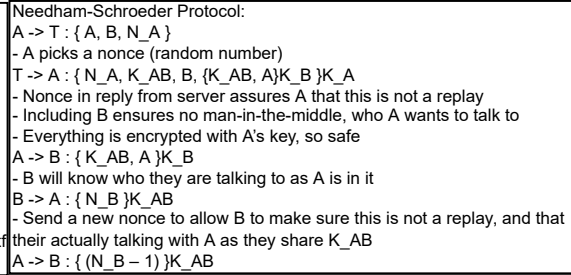 Needham-Schroeder Protocol:
A -> T : { A, B, N_A }
- A picks a nonce (random number)
T -> A : { N_A, K_AB, B, {K_AB, A}K_B }K_A
- Nonce in reply from server assures A that this is not a replay
- Including B ensures no man-in-the-middle, who A wants to talk to
- Everything is encrypted with A's key, so safe
A -> B : { K_AB, A }K_B
- B will know who they are talking to as A is in it
B -> A : { N_B }K_AB
- Send a new nonce to allow B to make sure this is not a replay, and that
their actually talking with A as they share K_AB
A -> B : { (N_B – 1) }K_AB